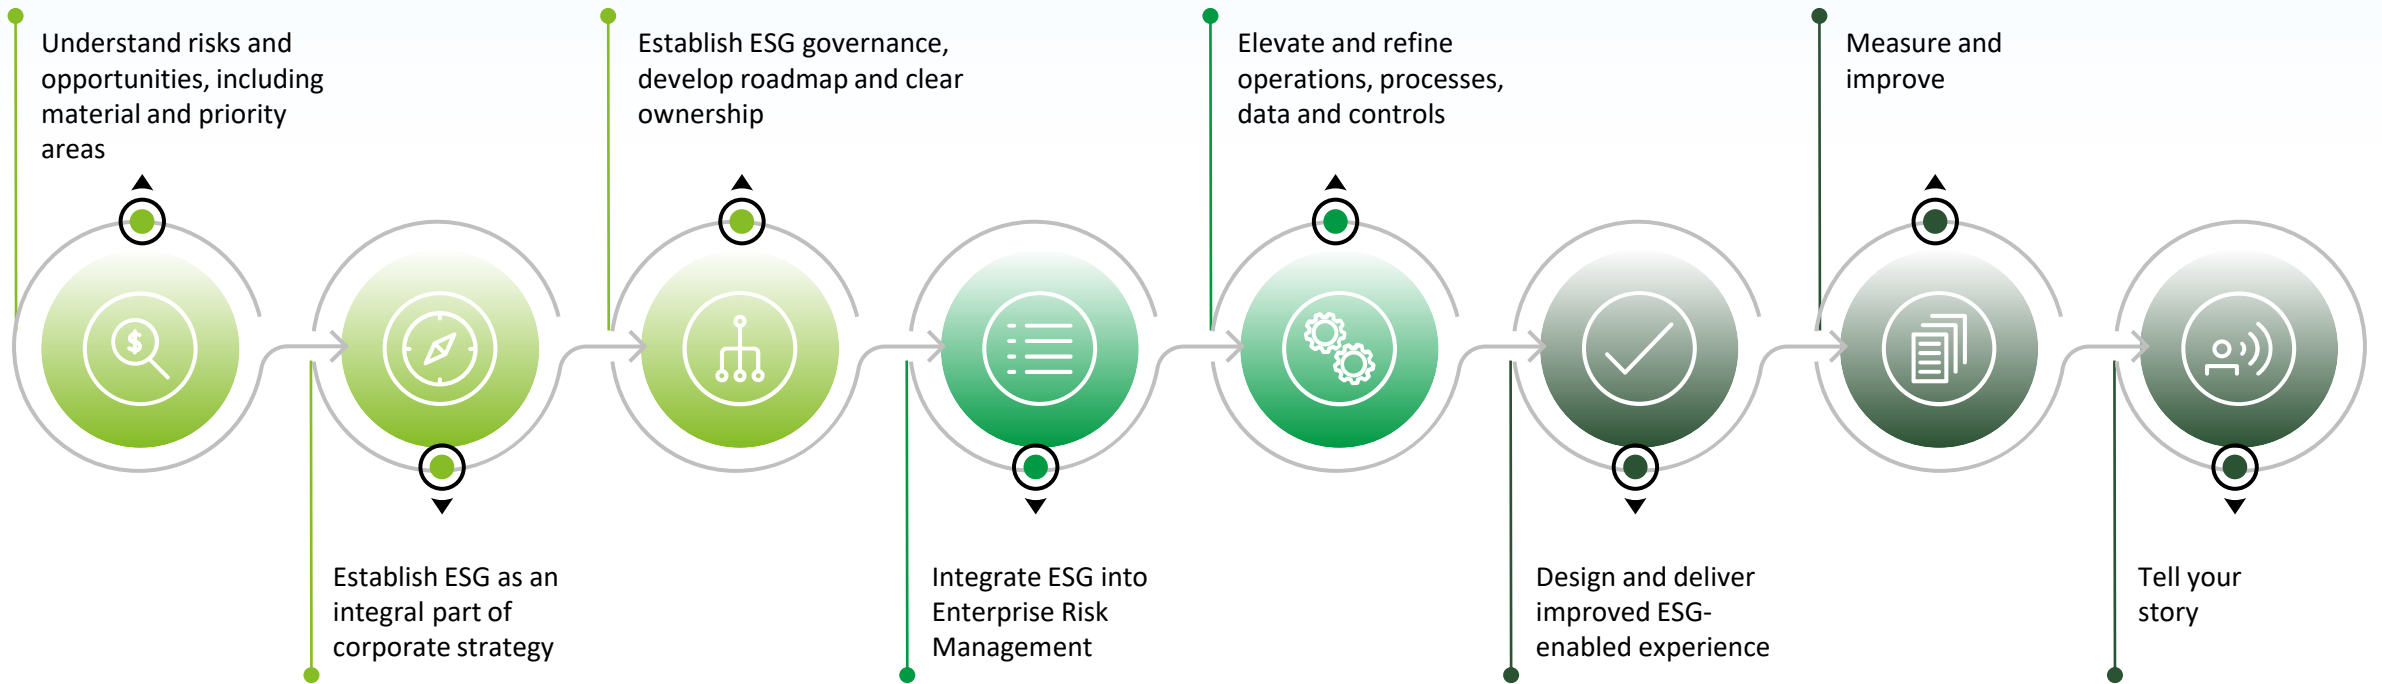 Understand risks and
opportunities, including
material and priority
areas
Establish ESG as an
integral part of
corporate strategy
Establish ESG governance,
develop roadmap and clear
ownership
Integrate ESG into
Enterprise Risk
Management
Elevate and refine
operations, processes,
data and controls
Design and deliver
improved ESG-
enabled experience
Measure and
improve
Tell your
story
$